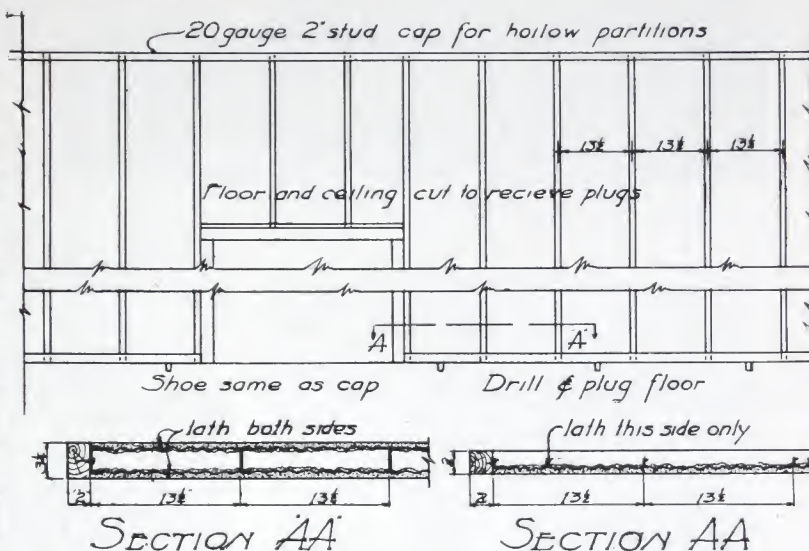 20 gauge 2" stud cap for hollow partitions
13½ 13½ 13½
Floor and ceiling cut to recieve plugs
A A
Shoe same as cap Drill & plug floor
lath both sides lath this side only
2 13½ 13½ 2 13½ 13½
SECTION "AA" SECTION AA